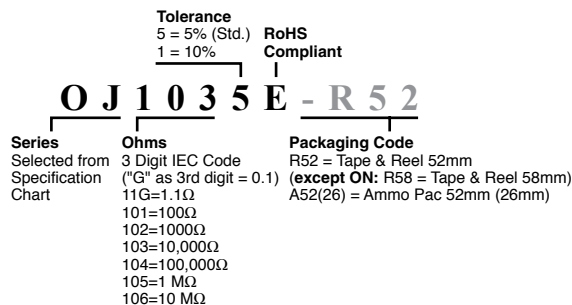 Tolerance
5 = 5% (Std.)
1 = 10%
RoHS
Compliant
O J 1 0 3 5 E - R 5 2
Series
Selected from
Specification
Chart
Ohms
3 Digit IEC Code
("G" as 3rd digit = 0.1)
11G=1.1Ω
101=100Ω
102=1000Ω
103=10,000Ω
104=100,000Ω
105=1 MΩ
106=10 MΩ
Packaging Code
R52 = Tape & Reel 52mm
(except ON: R58 = Tape & Reel 58mm)
A52(26) = Ammo Pac 52mm (26mm)